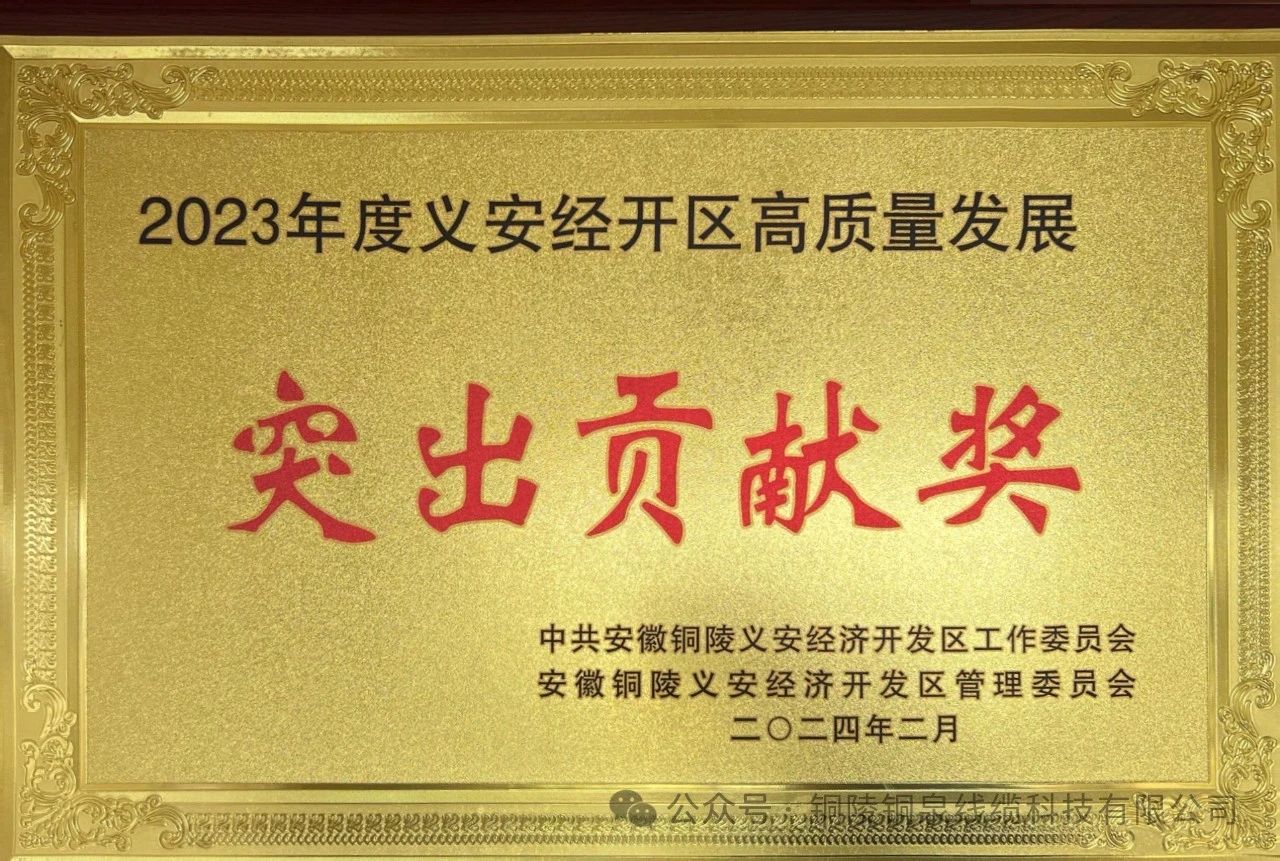 2023年度义安经开区高质量发展
突出贡献奖
中共安徽铜陵义安经济开发区工作委员会
安徽铜陵义安经济开发区管理委员会
二〇二四年二月
公众号：铜陵铜泉线缆科技有限公司